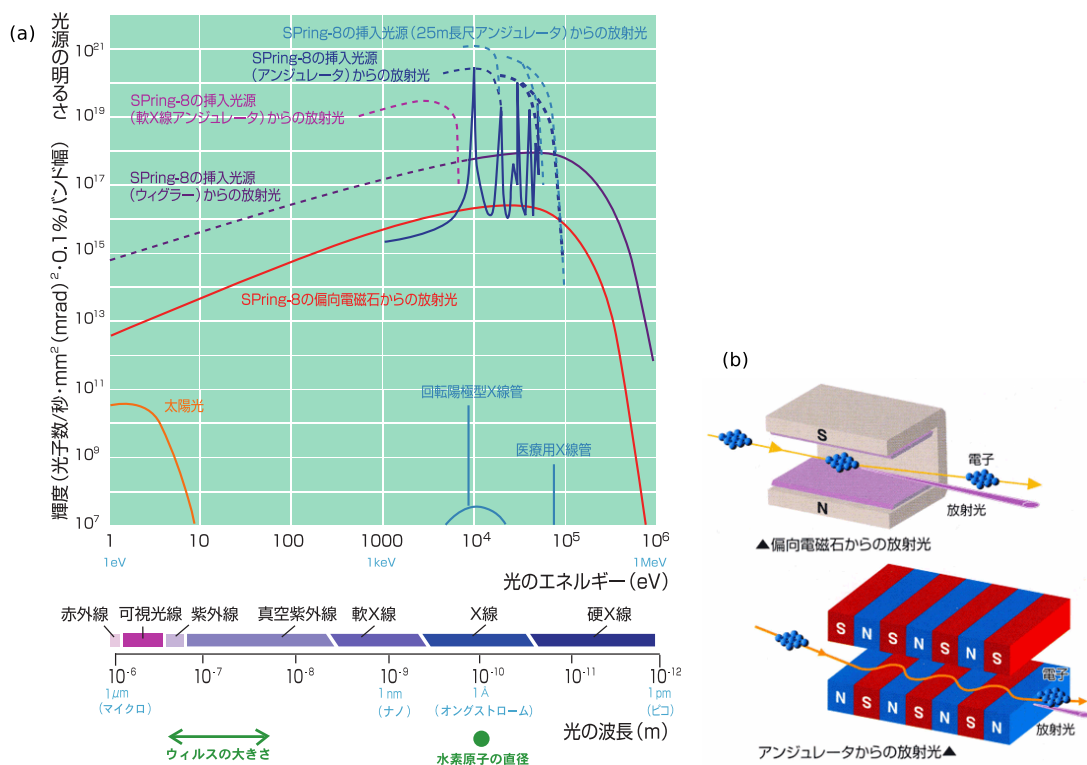 (a)
光源の明るさ
輝度(光子数/秒・mm²(mrad)²・0.1%バンド幅)
10²¹
10¹⁹
10¹⁷
10¹⁵
10¹³
10¹¹
10⁹
10⁷
SPring-8の挿入光源(25m長尺アンジュレータ)からの放射光
SPring-8の挿入光源
(アンジュレータ)からの放射光
SPring-8の挿入光源
(軟X線アンジュレータ)からの放射光
SPring-8の挿入光源
(ウィグラー)からの放射光
SPring-8の偏向電磁石からの放射光
太陽光
回転陽極型X線管
医療用X線管
1 10 100 1000 10⁴ 10⁵ 10⁶
1eV 1keV 1MeV
光のエネルギー(eV)
赤外線 可視光線 紫外線 真空紫外線 軟X線 X線 硬X線
10⁻⁶ 10⁻⁷ 10⁻⁸ 10⁻⁹ 10⁻¹⁰ 10⁻¹¹ 10⁻¹²
1μm 1nm 1Å 1pm
(マイクロ) (ナノ) (オングストローム) (ピコ)
光の波長(m)
ウィルスの大きさ
水素原子の直径
(b)
S
電子
N
放射光
▲偏向電磁石からの放射光
S N S N S N S
電子
N S N S N S N
放射光
アンジュレータからの放射光▲